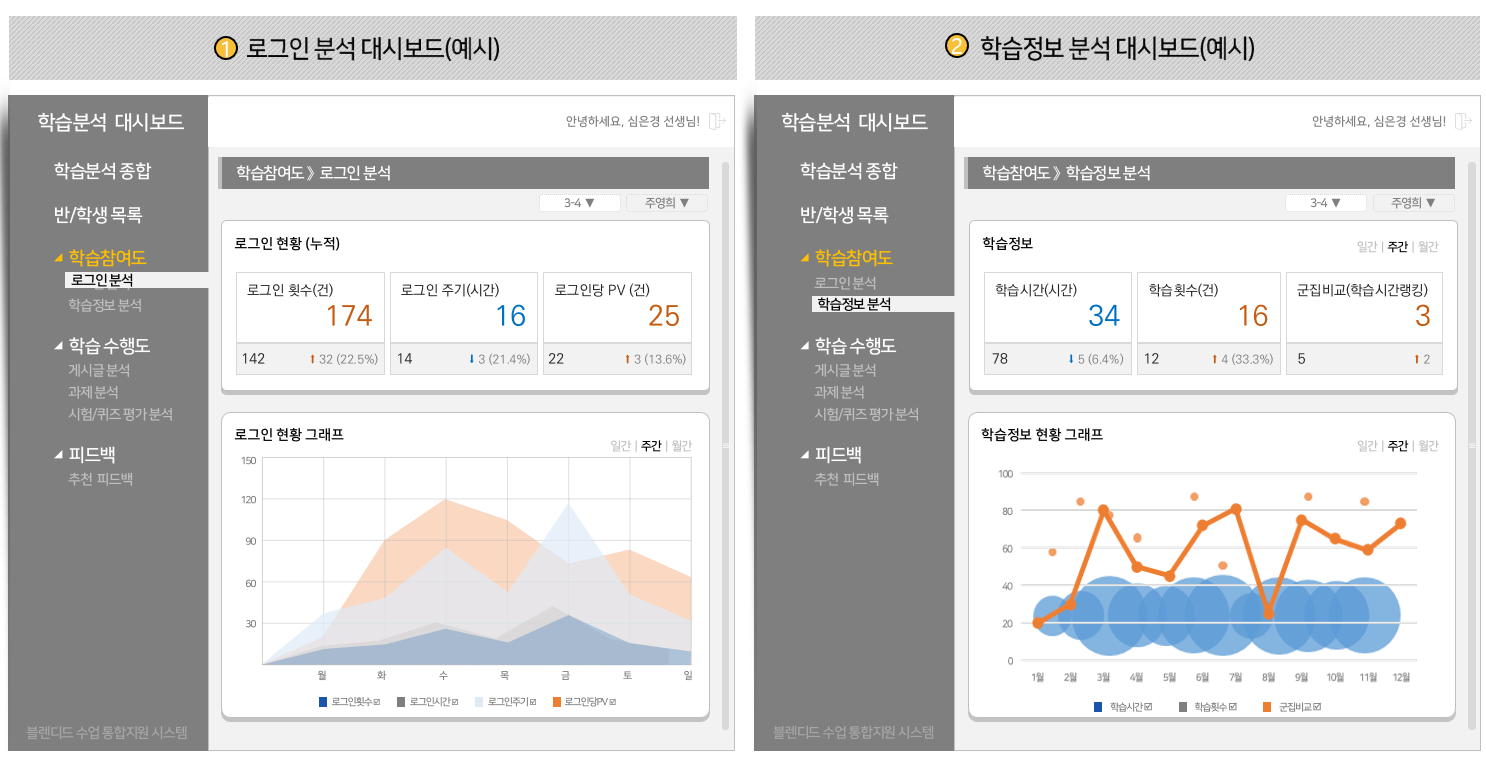 ① 로그인 분석 대시보드(예시)
학습분석 대시보드
안녕하세요, 심은경 선생님!
학습분석 종합
반/학생 목록
학습참여도
로그인 분석
학습정보 분석
학습 수행도
게시글 분석
과제 분석
시험/퀴즈 평가 분석
피드백
추천 피드백
블렌디드 수업 통합지원 시스템
학습참여도 》 로그인 분석
3-4 ▼ 주영희 ▼
로그인 현황 (누적)
로그인 횟수(건) 로그인 주기(시간) 로그인당 PV (건)
174 16 25
142 ⬆ 32 (22.5%) 14 ⬇ 3 (21.4%) 22 ⬆ 3 (13.6%)
로그인 현황 그래프
일간 | 주간 | 월간
150
120
90
60
30
월 화 수 목 금 토 일
로그인횟수☑ 로그인시간☑ 로그인주기☑ 로그인당PV☑
② 학습정보 분석 대시보드(예시)
학습분석 대시보드
안녕하세요, 심은경 선생님!
학습분석 종합
반/학생 목록
학습참여도
로그인 분석
학습정보 분석
학습 수행도
게시글 분석
과제 분석
시험/퀴즈 평가 분석
피드백
추천 피드백
블렌디드 수업 통합지원 시스템
학습참여도 》 학습정보 분석
3-4 ▼ 주영희 ▼
학습정보
일간 | 주간 | 월간
학습시간(시간) 학습횟수(건) 군집비교(학습시간랭킹)
34 16 3
78 ⬇ 5 (6.4%) 12 ⬆ 4 (33.3%) 5 ⬆ 2
학습정보 현황 그래프
일간 | 주간 | 월간
100
80
60
40
20
0
1월 2월 3월 4월 5월 6월 7월 8월 9월 10월 11월 12월
학습시간☑ 학습횟수☑ 군집비교☑